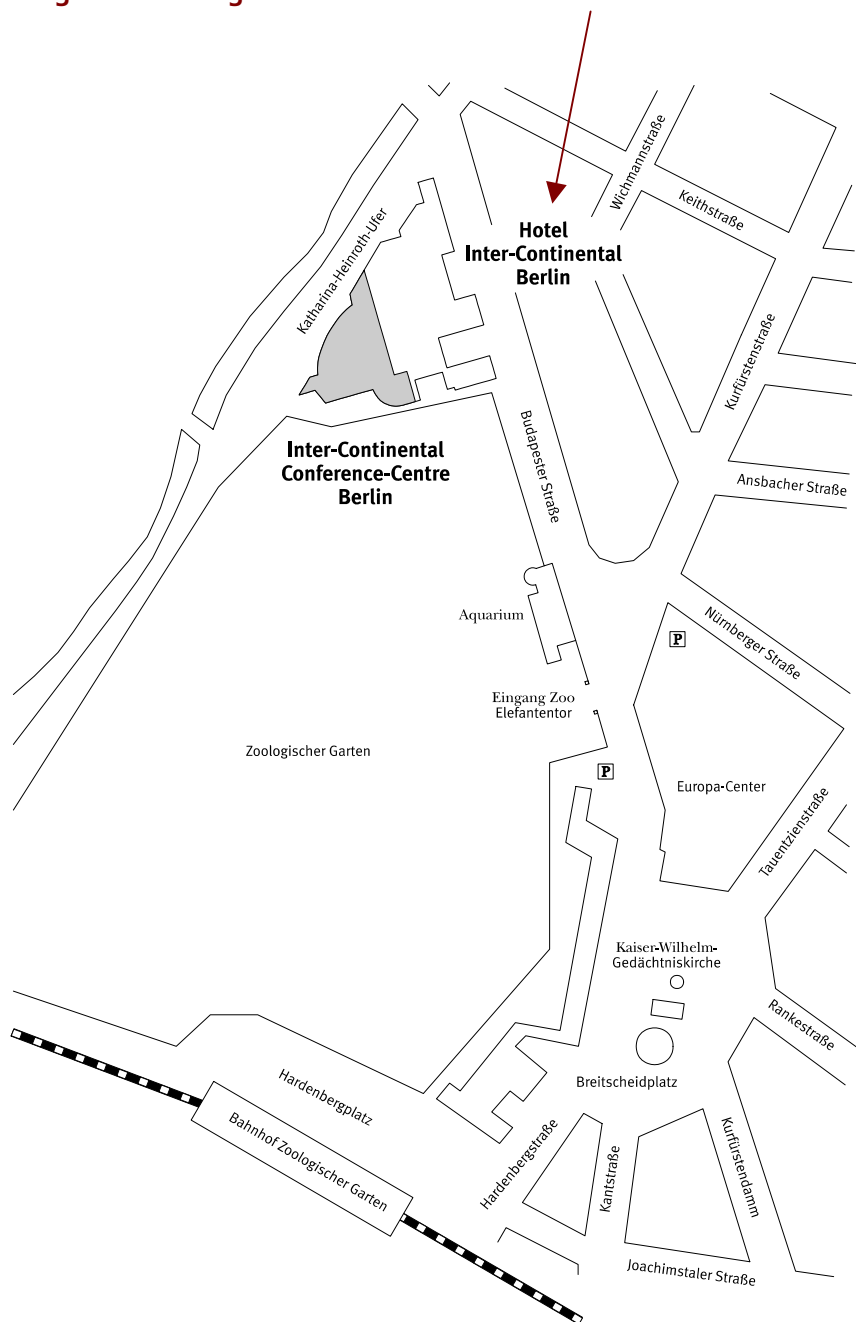 Wichmannstraße
Keithstraße
Katharina-Heinroth-Ufer
Hotel
Inter-Continental
Berlin
Kurfürstenstraße
Budapester Straße
Inter-Continental
Conference-Centre
Berlin
Ansbacher Straße
Aquarium
Nürnberger Straße
P
Eingang Zoo
Elefantentor
Zoologischer Garten
P
Europa-Center
Tauentzienstraße
Kaiser-Wilhelm-
Gedächtniskirche
Rankestraße
Breitscheidplatz
Hardenbergplatz
Bahnhof Zoologischer Garten
Hardenbergstraße
Kantstraße
Kurfürstendamm
Joachimstaler Straße